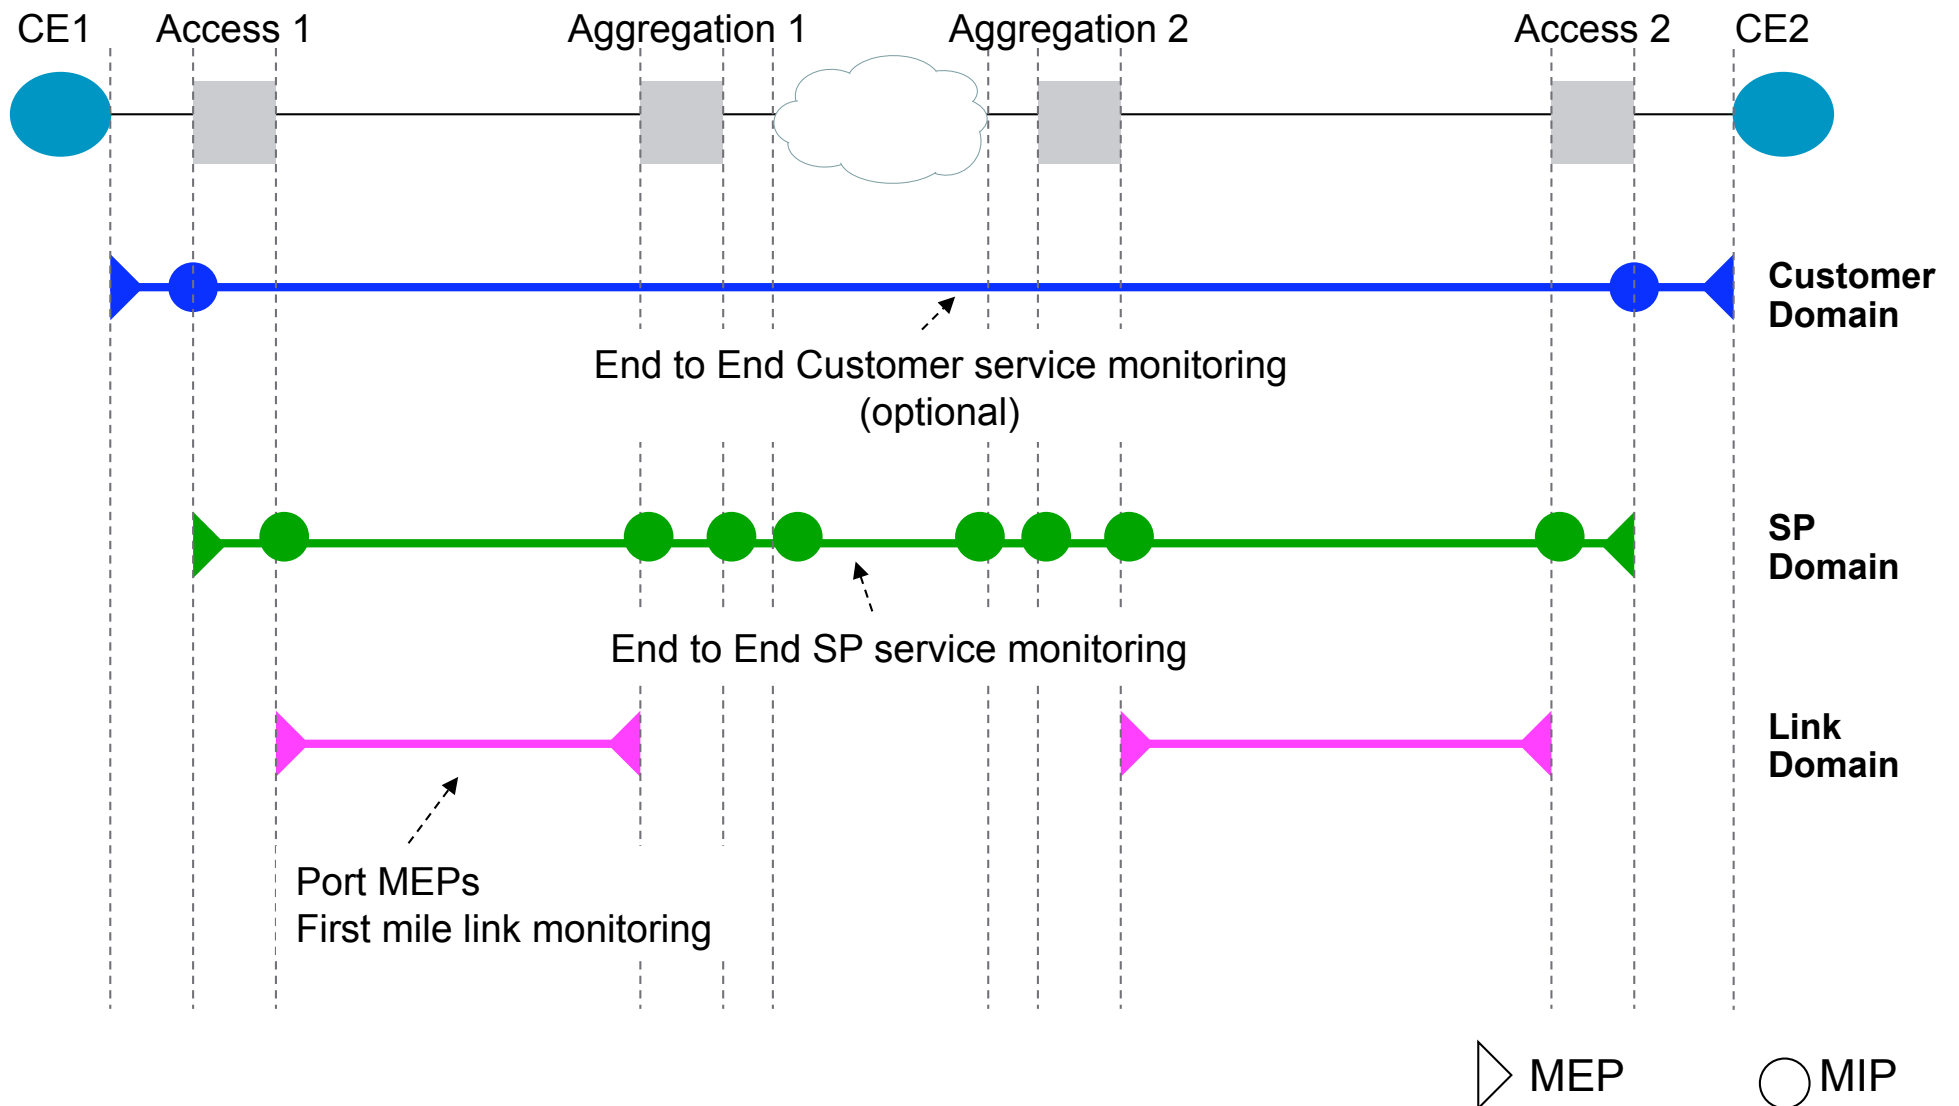 CE1
Access 1
Aggregation 1
Aggregation 2
Access 2
CE2
Customer
Domain
End to End Customer service monitoring
(optional)
SP
Domain
End to End SP service monitoring
Link
Domain
Port MEPs
First mile link monitoring
MEP
MIP